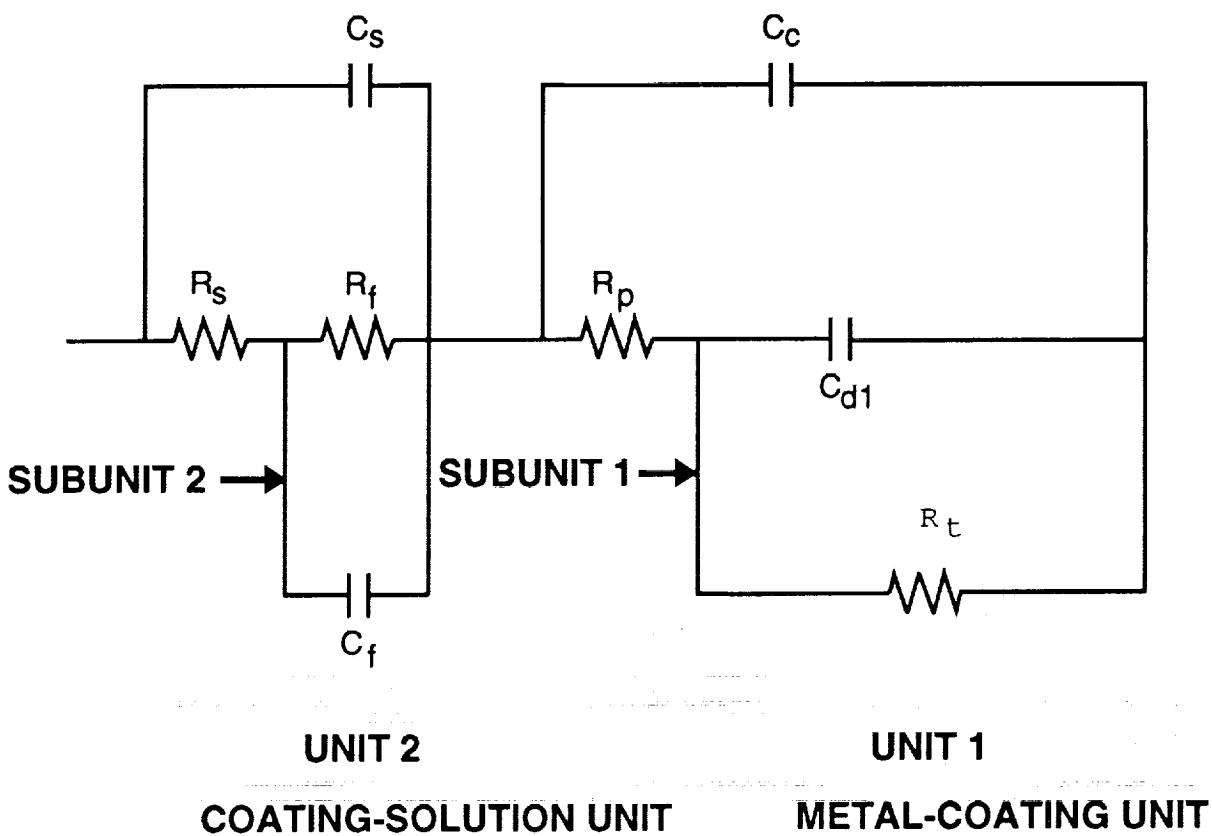 Cs
Cc
Rs
Rf
Rp
Cd1
SUBUNIT 2
SUBUNIT 1
Rt
Cf
UNIT 2
UNIT 1
COATING-SOLUTION UNIT
METAL-COATING UNIT